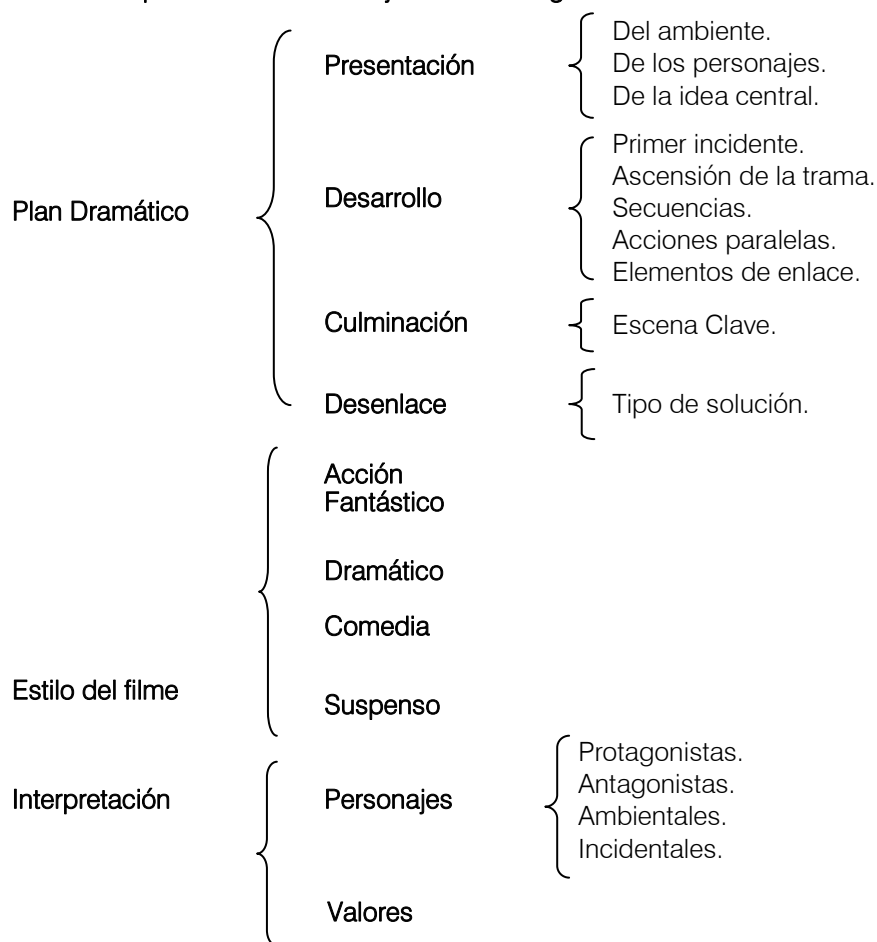 Plan Dramático
Presentación
Del ambiente.
De los personajes.
De la idea central.
Desarrollo
Primer incidente.
Ascensión de la trama.
Secuencias.
Acciones paralelas.
Elementos de enlace.
Culminación
Escena Clave.
Desenlace
Tipo de solución.
Estilo del filme
Acción
Fantástico
Dramático
Comedia
Suspenso
Interpretación
Personajes
Protagonistas.
Antagonistas.
Ambientales.
Incidentales.
Valores